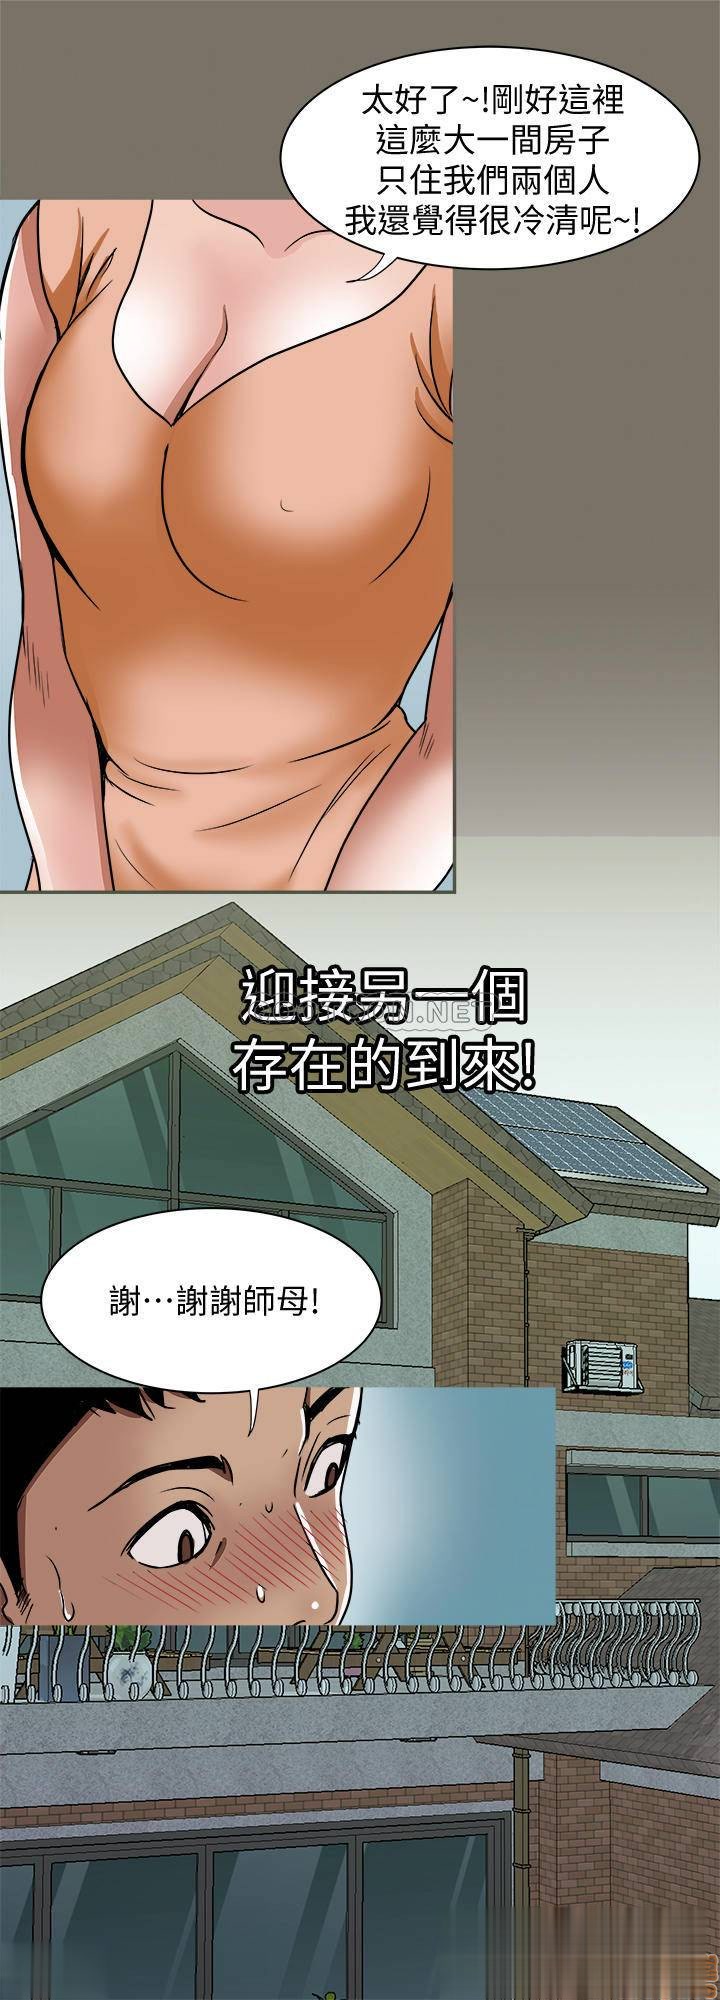 太好了~!剛好這裡
這麼大一間房子
只住我們兩個人
我還覺得很冷清呢~!
迎接另一個
存在的到來!
謝⋯謝謝師母!